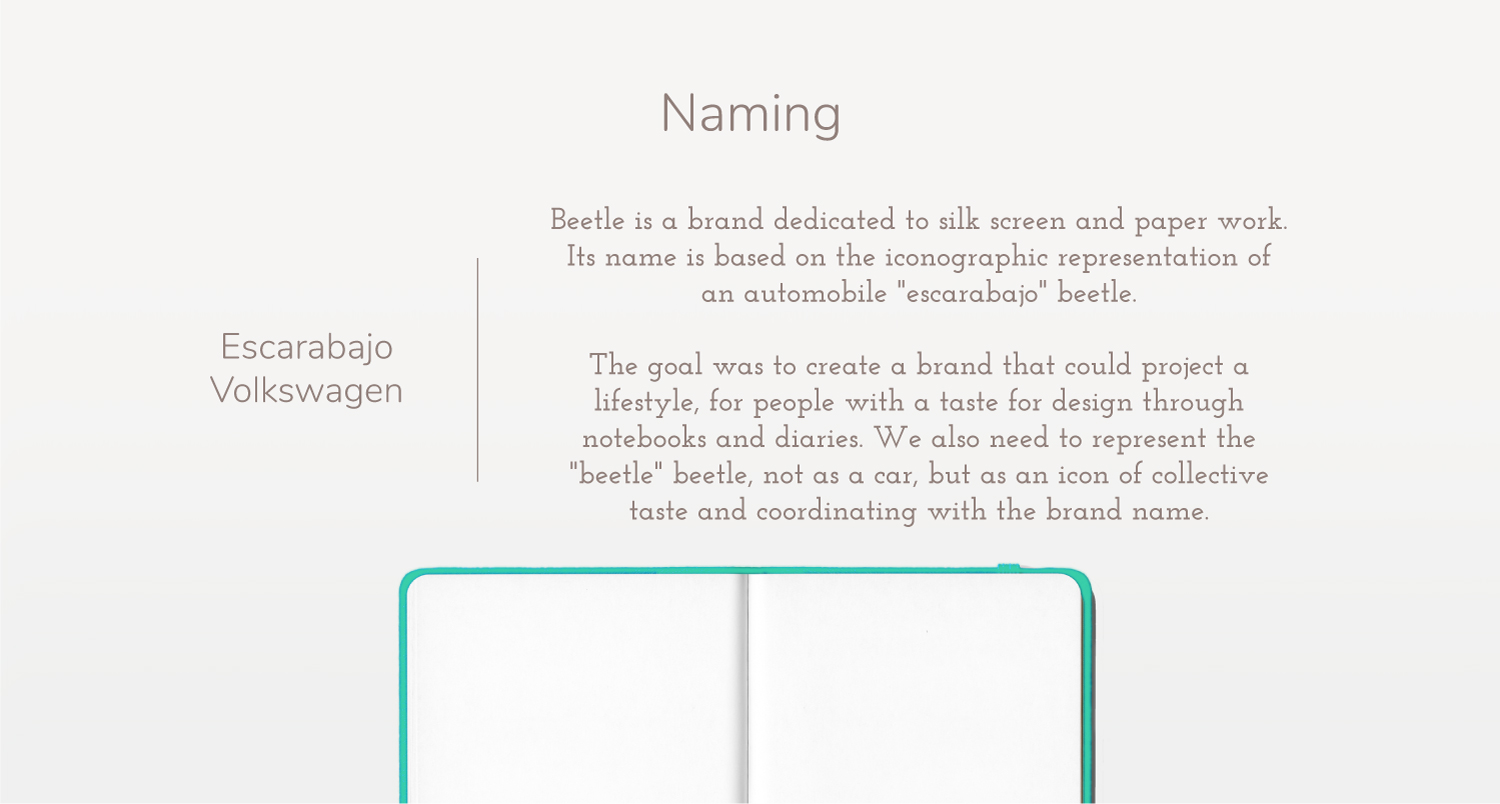 Naming
Escarabajo
Volkswagen
Beetle is a brand dedicated to silk screen and paper work.
Its name is based on the iconographic representation of
an automobile "escarabajo" beetle.
The goal was to create a brand that could project a
lifestyle, for people with a taste for design through
notebooks and diaries. We also need to represent the
"beetle" beetle, not as a car, but as an icon of collective
taste and coordinating with the brand name.